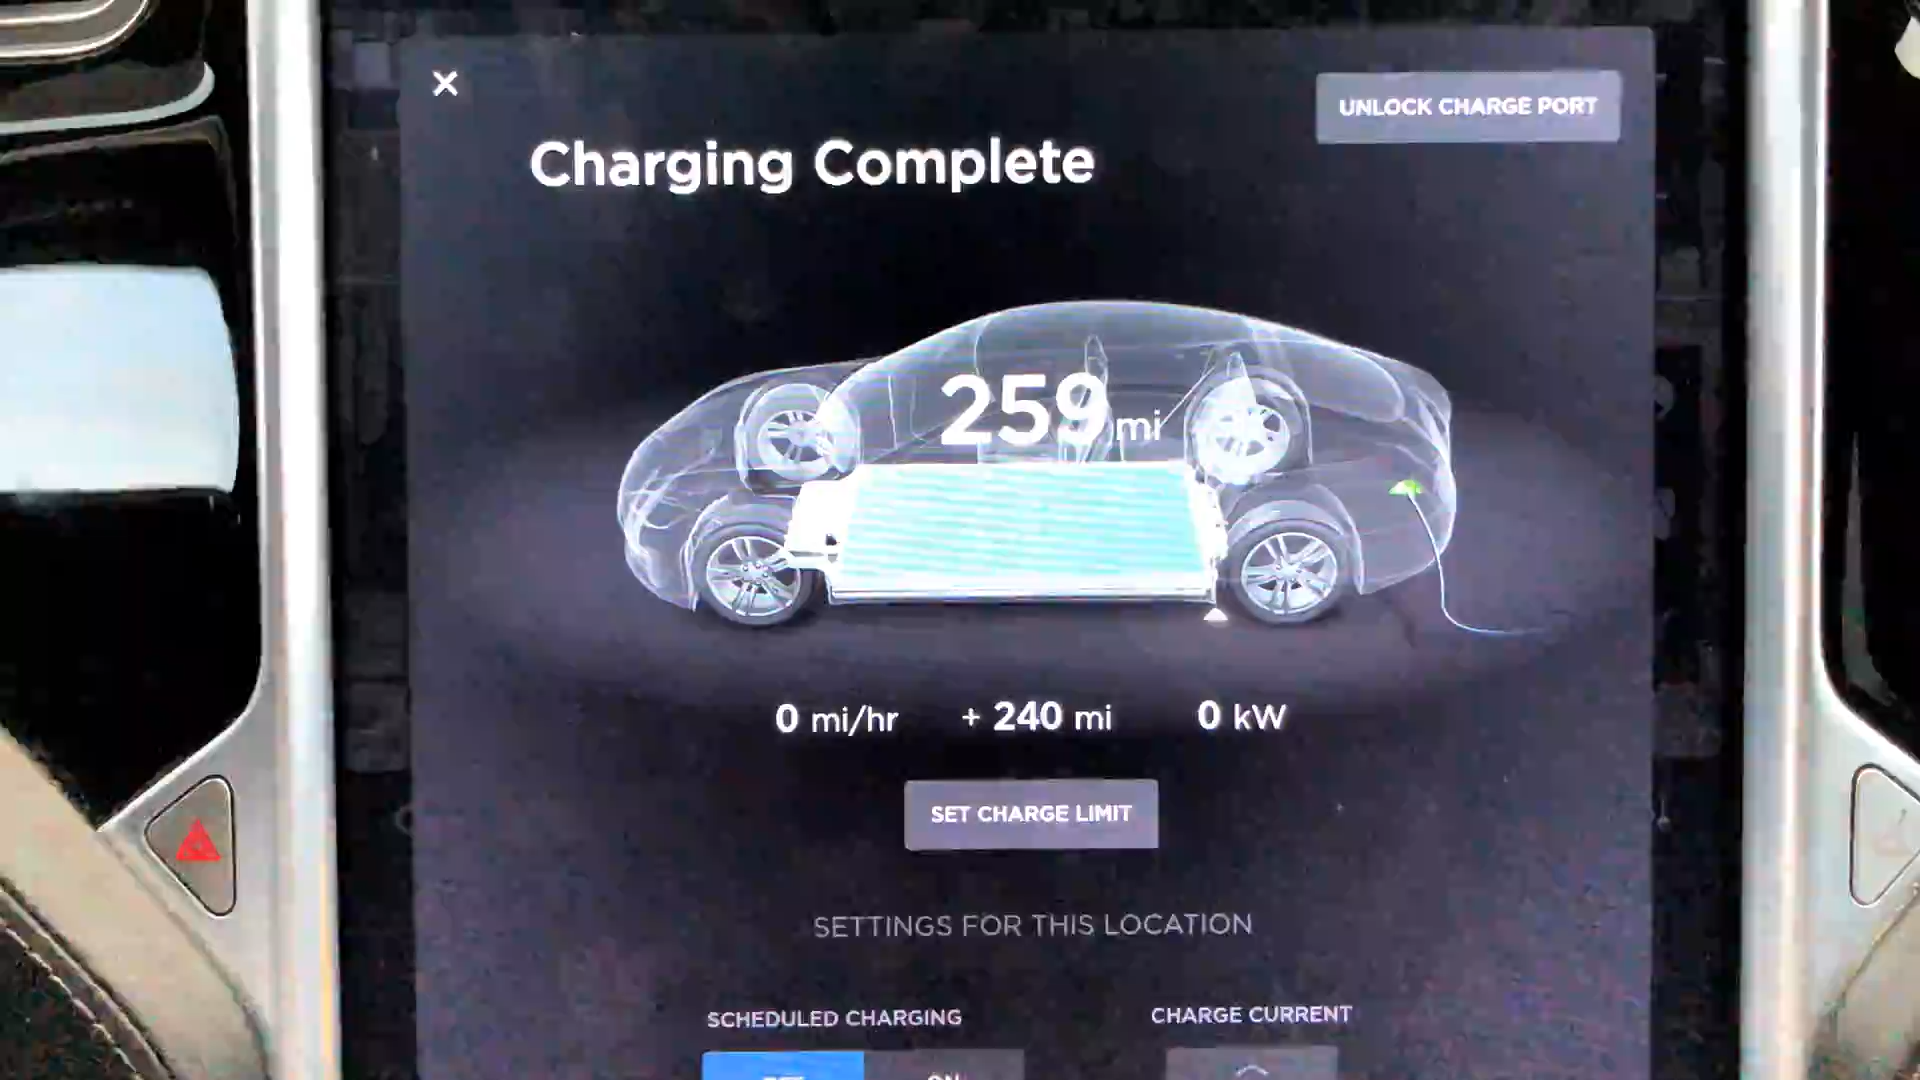 UNLOCK CHARGE PORT
Charging Complete
259 mi
0 mi/hr + 240 mi 0 kW
SET CHARGE LIMIT
SETTINGS FOR THIS LOCATION
SCHEDULED CHARGING
CHARGE CURRENT